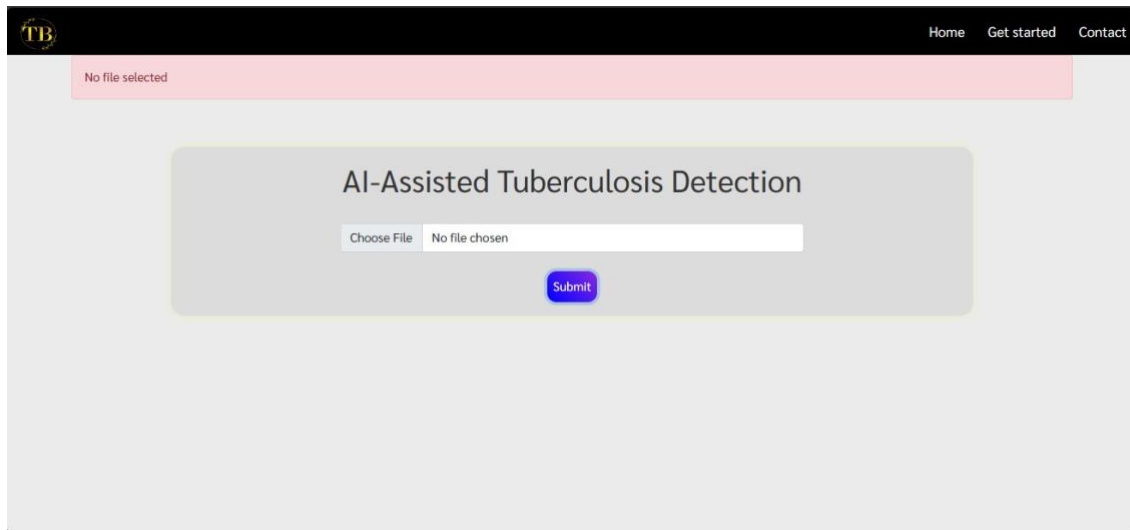 TB
Home Get started Contact
No file selected
AI-Assisted Tuberculosis Detection
Choose File No file chosen
Submit